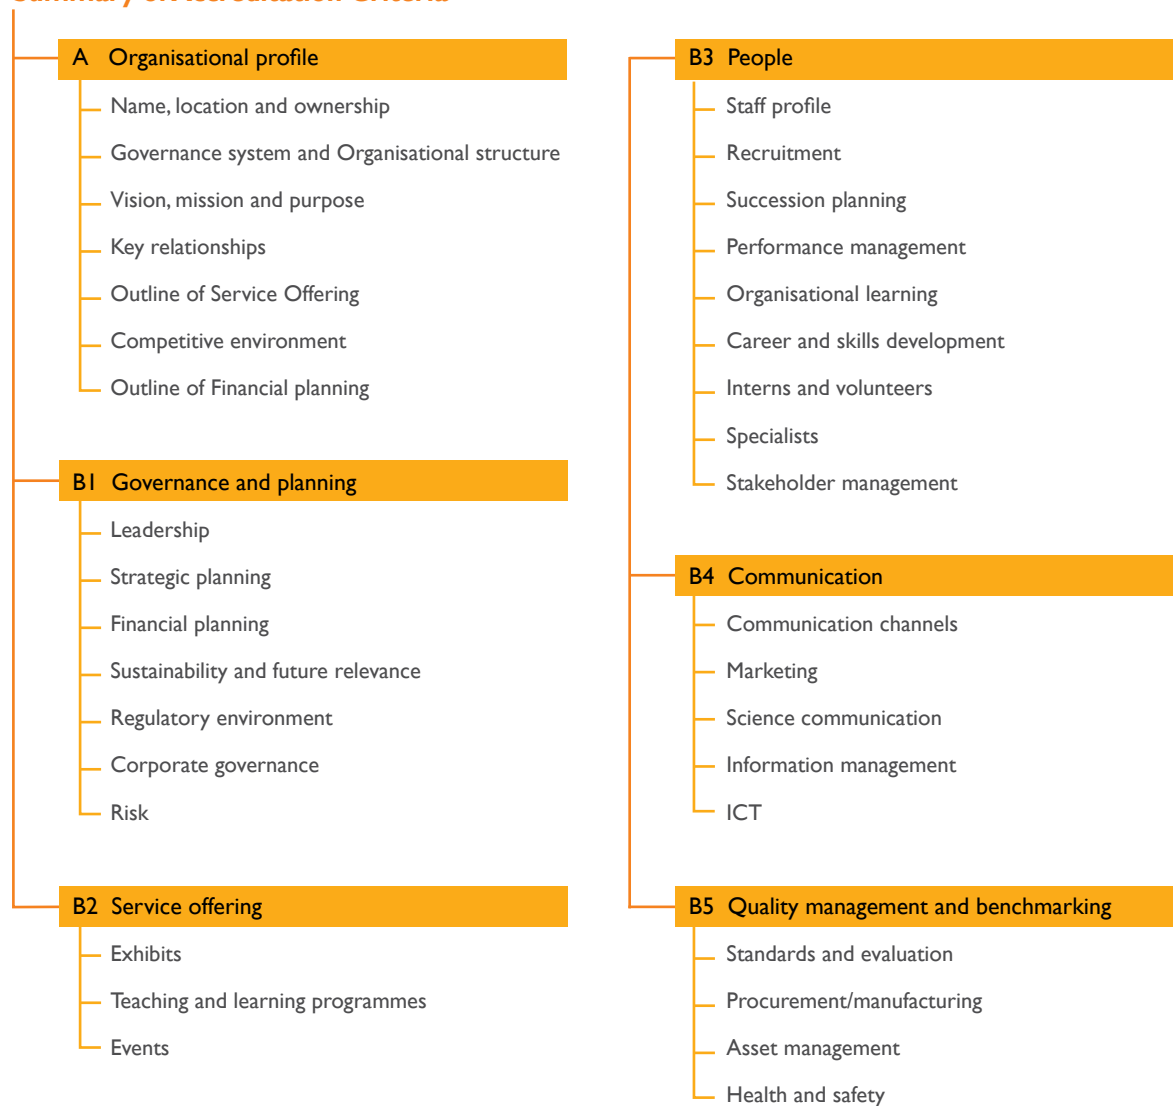 Summary of Accreditation Criteria
A Organisational profile
Name, location and ownership
Governance system and Organisational structure
Vision, mission and purpose
Key relationships
Outline of Service Offering
Competitive environment
Outline of Financial planning
B1 Governance and planning
Leadership
Strategic planning
Financial planning
Sustainability and future relevance
Regulatory environment
Corporate governance
Risk
B2 Service offering
Exhibits
Teaching and learning programmes
Events
B3 People
Staff profile
Recruitment
Succession planning
Performance management
Organisational learning
Career and skills development
Interns and volunteers
Specialists
Stakeholder management
B4 Communication
Communication channels
Marketing
Science communication
Information management
ICT
B5 Quality management and benchmarking
Standards and evaluation
Procurement/manufacturing
Asset management
Health and safety